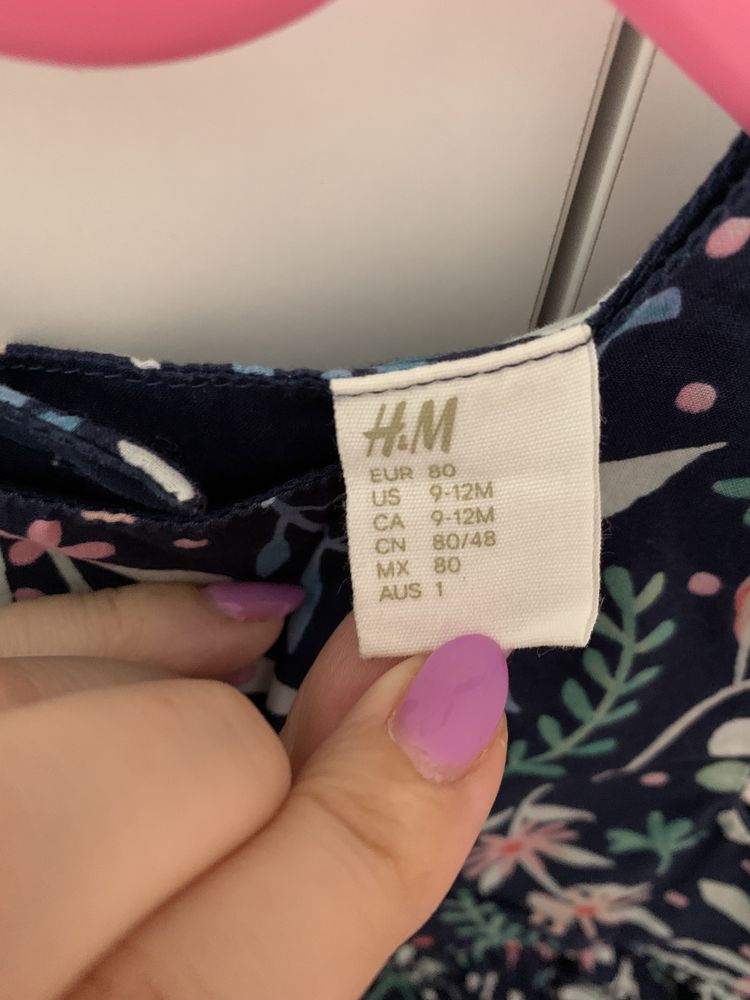 H&M
EUR 80
US 9-12M
CA 9-12M
CN 80/48
MX 80
AUS 1